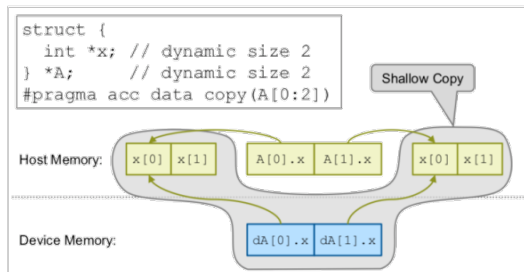 struct {
int *x; // dynamic size 2
} *A; // dynamic size 2
#pragma acc data copy(A[0:2])
Shallow Copy
Host Memory: x[0] x[1] A[0].x A[1].x x[0] x[1]
Device Memory: dA[0].x dA[1].x